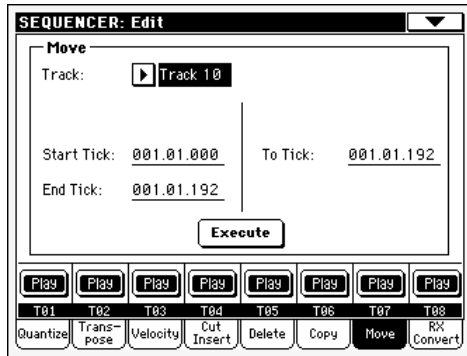 SEQUENCER: Edit
Move
Track: Track 10
Start Tick: 001.01.000 To Tick: 001.01.192
End Tick: 001.01.192
Execute
Play Play Play Play Play Play Play Play
T01 T02 T03 T04 T05 T06 T07 T08
Quantize Trans-pose Velocity Cut Insert Delete Copy Move RX Convert